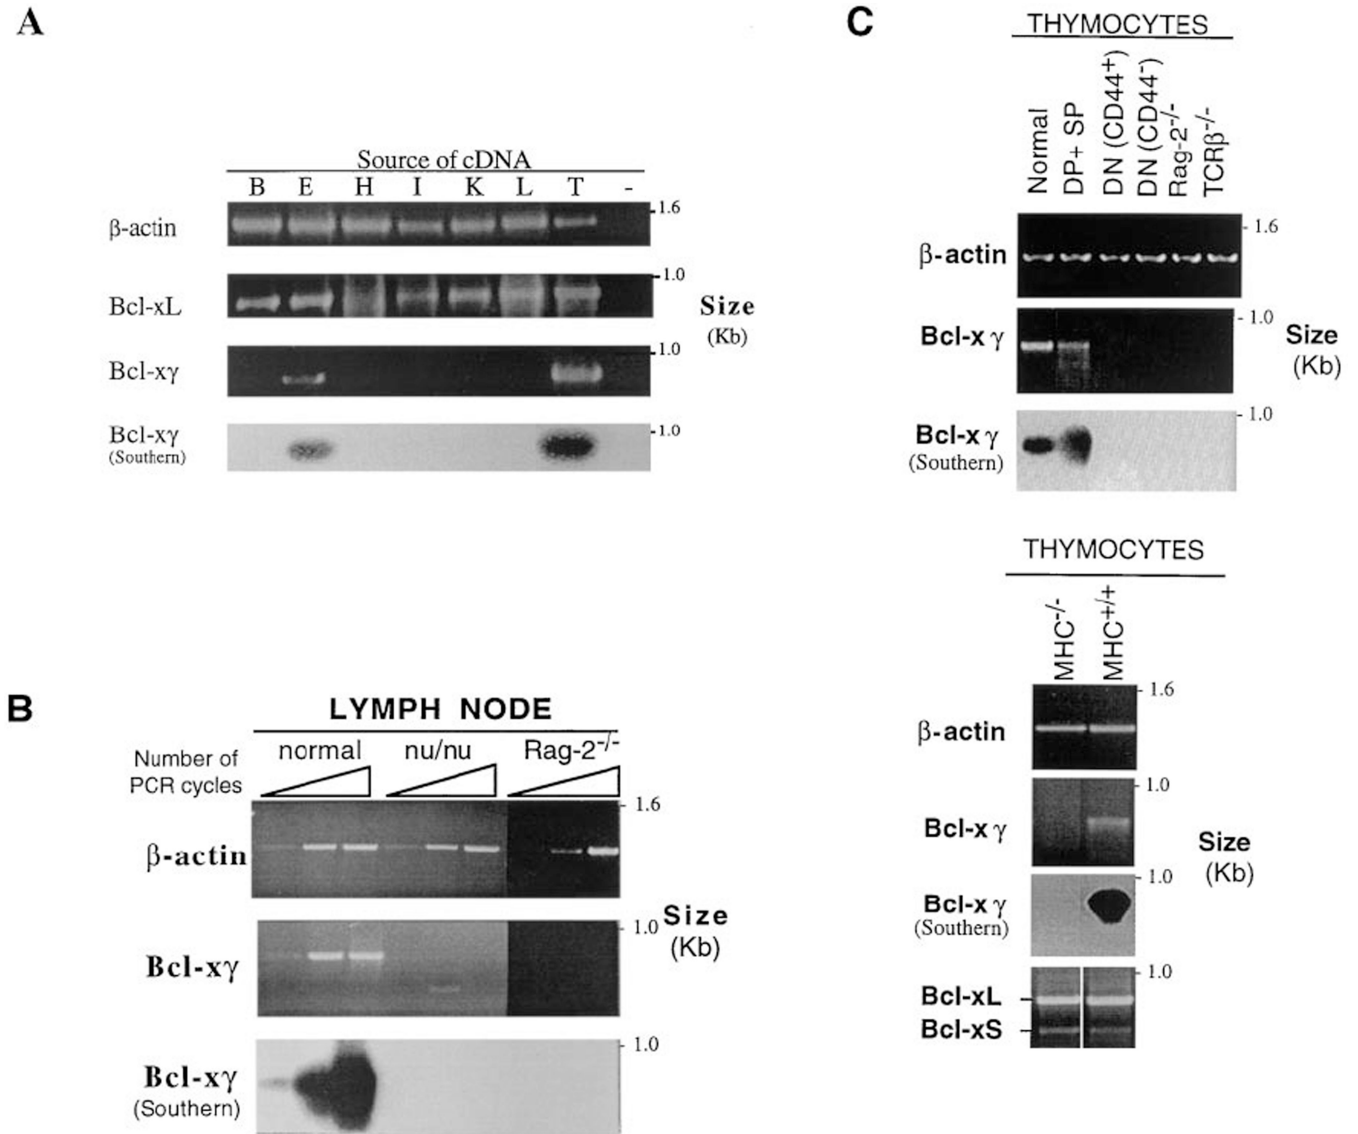 A
Source of cDNA
B E H I K L T -
β-actin
1.6
Bcl-xL
1.0
Size
(Kb)
Bcl-xγ
1.0
Bcl-xγ
(Southern)
1.0
B
LYMPH NODE
Number of
PCR cycles
normal nu/nu Rag-2-/-
β-actin
- 1.6
Bcl-xγ
- 1.0
Size
(Kb)
Bcl-xγ
(Southern)
- 1.0
C
THYMOCYTES
Normal
DP+ SP
DN (CD44+)
DN (CD44-)
Rag-2-/-
TCRβ-/-
β-actin
- 1.6
Bcl-x γ
- 1.0
Size
(Kb)
Bcl-x γ
(Southern)
- 1.0
THYMOCYTES
MHC-/-
MHC+/+
β-actin
- 1.6
Bcl-x γ
- 1.0
Size
(Kb)
Bcl-x γ
(Southern)
- 1.0
Bcl-xL
Bcl-xS
- 1.0